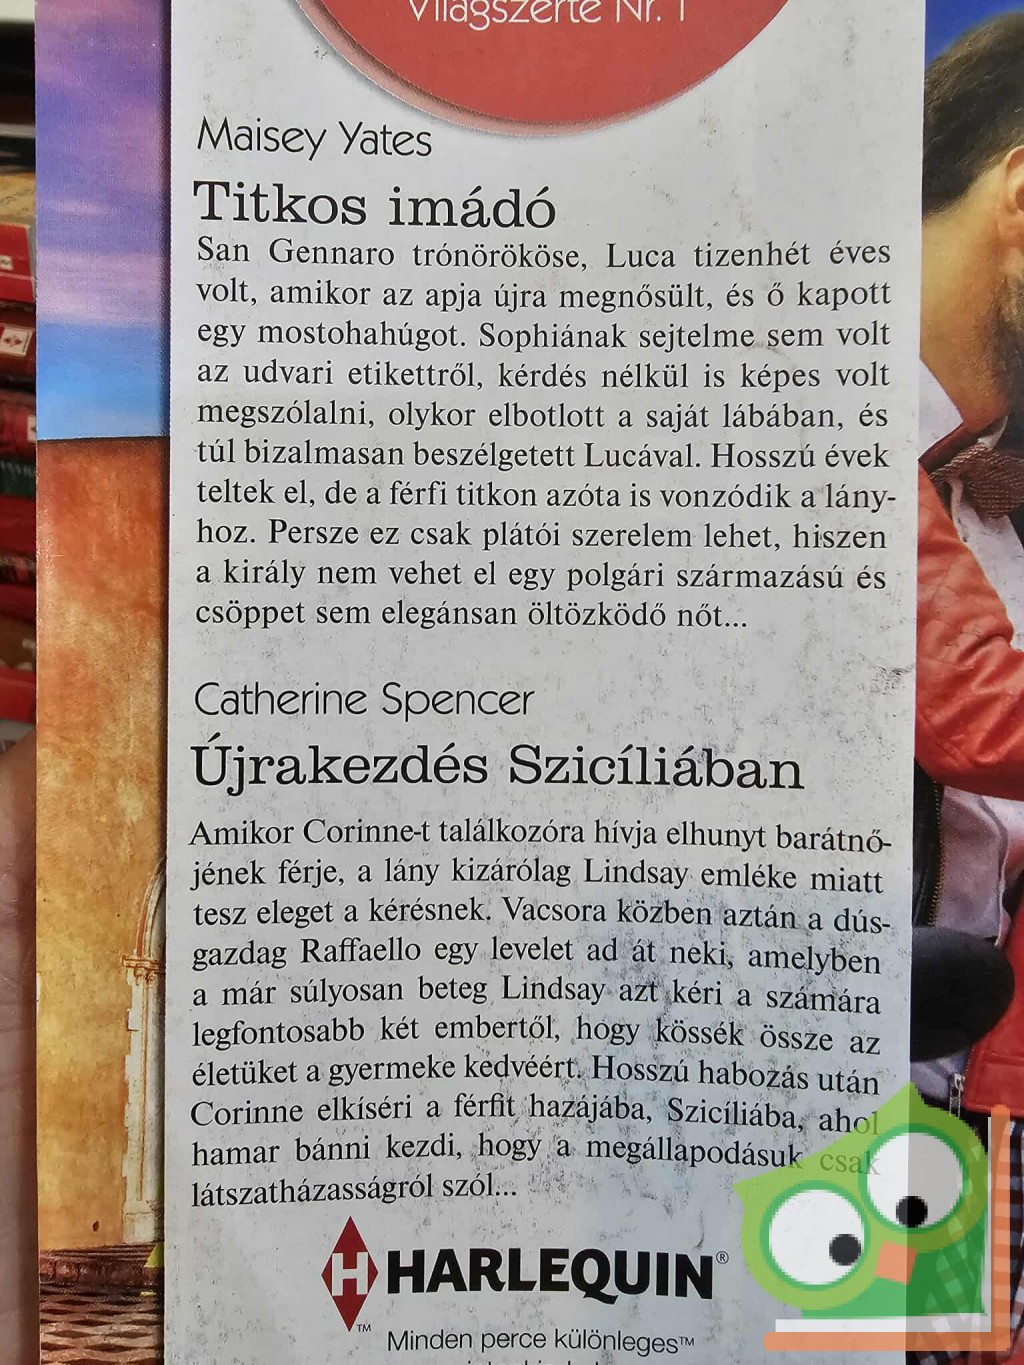 Világszerte Nr. 1
Maisey Yates
Titkos imádó
San Gennaro trónörököse, Luca tizenhét éves
volt, amikor az apja újra megnősült, és ő kapott
egy mostohahúgot. Sophiának sejtelme sem volt
az udvari etikettről, kérdés nélkül is képes volt
megszólalni, olykor elbotlott a saját lábában, és
túl bizalmasan beszélgetett Lucával. Hosszú évek
teltek el, de a férfi titkon azóta is vonzódik a lány-
hoz. Persze ez csak plátói szerelem lehet, hiszen
a király nem vehet el egy polgári származású és
csöppet sem elegánsan öltözködő nőt...
Catherine Spencer
Újrakezdés Szicíliában
Amikor Corinne-t találkozóra hívja elhunyt barátnő-
jének férje, a lány kizárólag Lindsay emléke miatt
tesz eleget a kérésnek. Vacsora közben aztán a dús-
gazdag Raffaello egy levelet ad át neki, amelyben
a már súlyosan beteg Lindsay azt kéri a számára
legfontosabb két embertől, hogy kössék össze az
életüket a gyermeke kedvéért. Hosszú habozás után
Corinne elkíséri a férfit hazájába, Szicíliába, ahol
hamar bánni kezdi, hogy a megállapodásuk csak
látszatházasságról szól...
H HARLEQUIN®
™
Minden perce különleges™